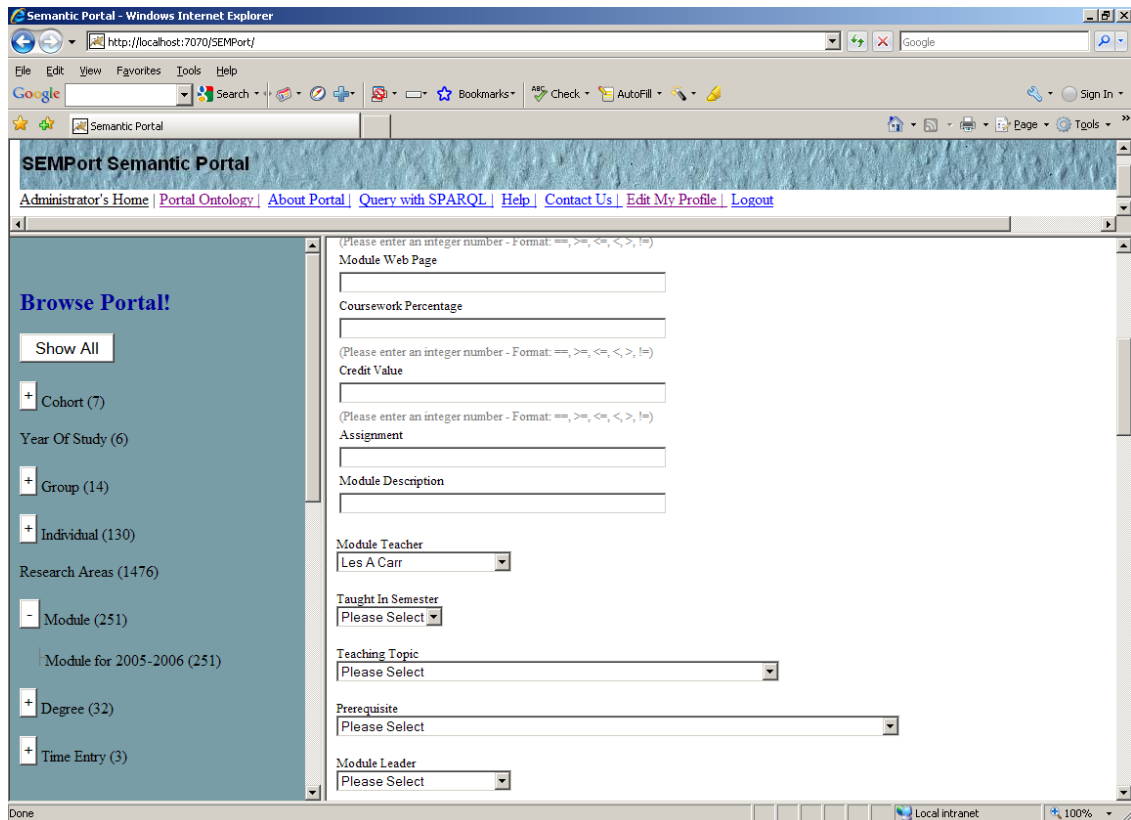 Semantic Portal - Windows Internet Explorer
http://localhost:7070/SEMPort/
Google
File Edit View Favorites Tools Help
Google Search Bookmarks Check AutoFill Sign In
Semantic Portal Page Tools »
SEMPort Semantic Portal
Administrator's Home | Portal Ontology | About Portal | Query with SPARQL | Help | Contact Us | Edit My Profile | Logout
Browse Portal!
Show All
+ Cohort (7)
Year Of Study (6)
+ Group (14)
+ Individual (130)
Research Areas (1476)
- Module (251)
Module for 2005-2006 (251)
+ Degree (32)
+ Time Entry (3)
(Please enter an integer number - Format: ==, >=, <=, <, >, !=)
Module Web Page
Coursework Percentage
(Please enter an integer number - Format: ==, >=, <=, <, >, !=)
Credit Value
(Please enter an integer number - Format: ==, >=, <=, <, >, !=)
Assignment
Module Description
Module Teacher
Les A Carr
Taught In Semester
Please Select
Teaching Topic
Please Select
Prerequisite
Please Select
Module Leader
Please Select
Done Local intranet 100%